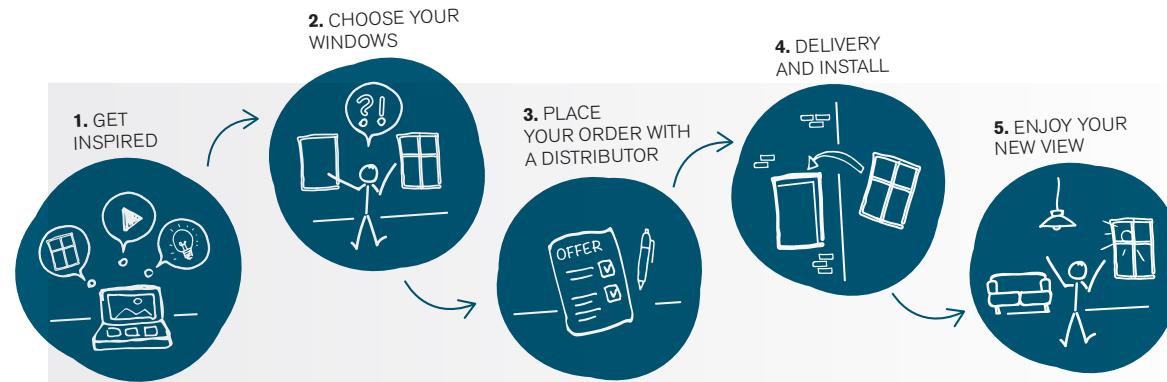 1. GET
INSPIRED
2. CHOOSE YOUR
WINDOWS
?!
3. PLACE
YOUR ORDER WITH
A DISTRIBUTOR
OFFER
4. DELIVERY
AND INSTALL
5. ENJOY YOUR
NEW VIEW